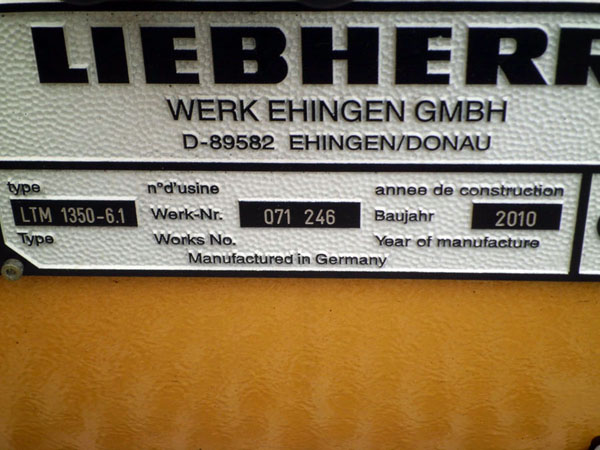 LIEBHERR
WERK EHINGEN GMBH
D-89582 EHINGEN/DONAU
type n°d'usine annee de construction
LTM 1350-6.1 Werk-Nr. 071 246 Baujahr 2010
Type Works No. Year of manufacture
Manufactured in Germany